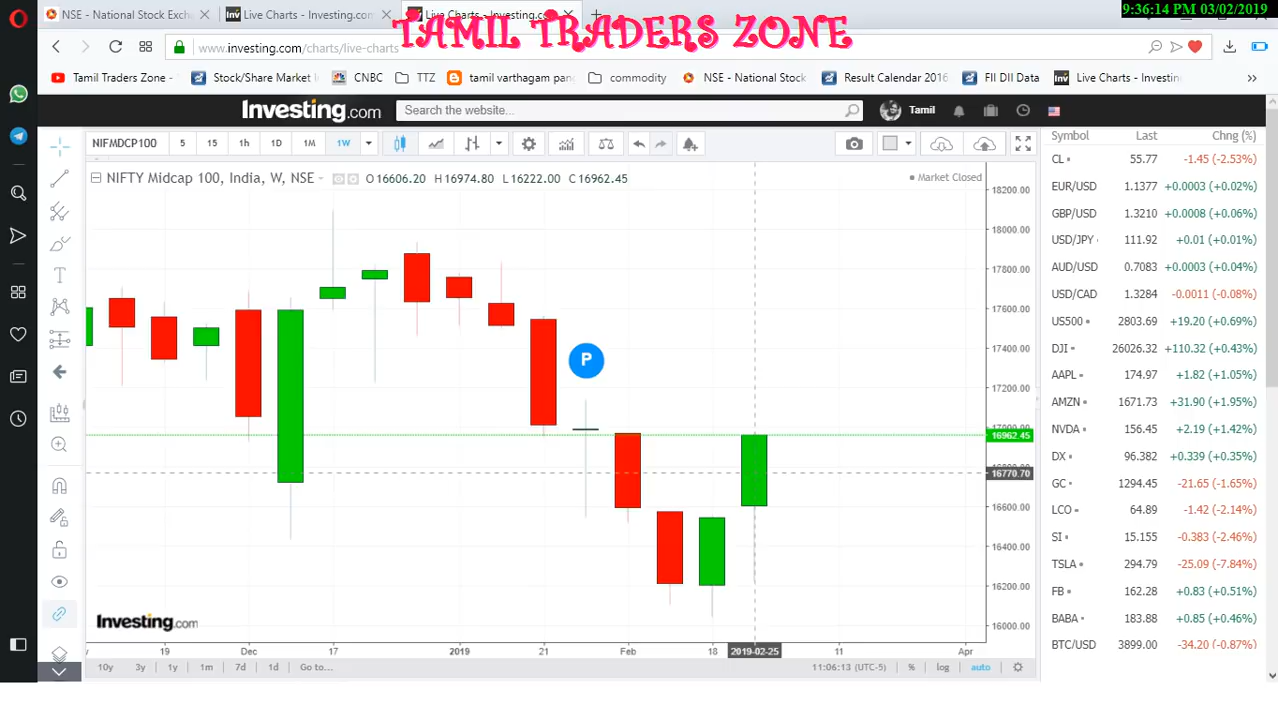 9:36:14 PM 03/02/2019
NSE - National Stock Exch
Live Charts - Investing.com
Live Charts - Investing.co
TAMIL TRADERS ZONE
www.investing.com/charts/live-charts
Tamil Traders Zone -
Stock/Share Market
CNBC
TTZ
tamil varthagam pan
commodity
NSE - National Stock
Result Calendar 2016
FII DII Data
Live Charts - Investin
Investing.com
Search the website...
Tamil
NIFMDCP100 5 15 1h 1D 1M 1W
NIFTY Midcap 100, India, W, NSE
O 16606.20 H 16974.80 L 16222.00 C 16962.45
Market Closed
18200.00
18000.00
17800.00
17600.00
17400.00
17200.00
16962.45
16770.70
16600.00
16400.00
16200.00
16000.00
P
Investing.com
19 Dec 17 2019 21 Feb 18 2019-02-25 11 Apr
10y 3y 1y 1m 7d 1d Go to...
11:06:13 (UTC-5) % log auto
Symbol Last Chng (%)
CL 55.77 -1.45 (-2.53%)
EUR/USD 1.1377 +0.0003 (+0.02%)
GBP/USD 1.3210 +0.0008 (+0.06%)
USD/JPY 111.92 +0.01 (+0.01%)
AUD/USD 0.7083 +0.0003 (+0.04%)
USD/CAD 1.3284 -0.0011 (-0.08%)
US500 2803.69 +19.20 (+0.69%)
DJI 26026.32 +110.32 (+0.43%)
AAPL 174.97 +1.82 (+1.05%)
AMZN 1671.73 +31.90 (+1.95%)
NVDA 156.45 +2.19 (+1.42%)
DX 96.382 +0.339 (+0.35%)
GC 1294.45 -21.65 (-1.65%)
LCO 64.89 -1.42 (-2.14%)
SI 15.155 -0.383 (-2.46%)
TSLA 294.79 -25.09 (-7.84%)
FB 162.28 +0.83 (+0.51%)
BABA 183.88 +0.85 (+0.46%)
BTC/USD 3899.00 -34.20 (-0.87%)